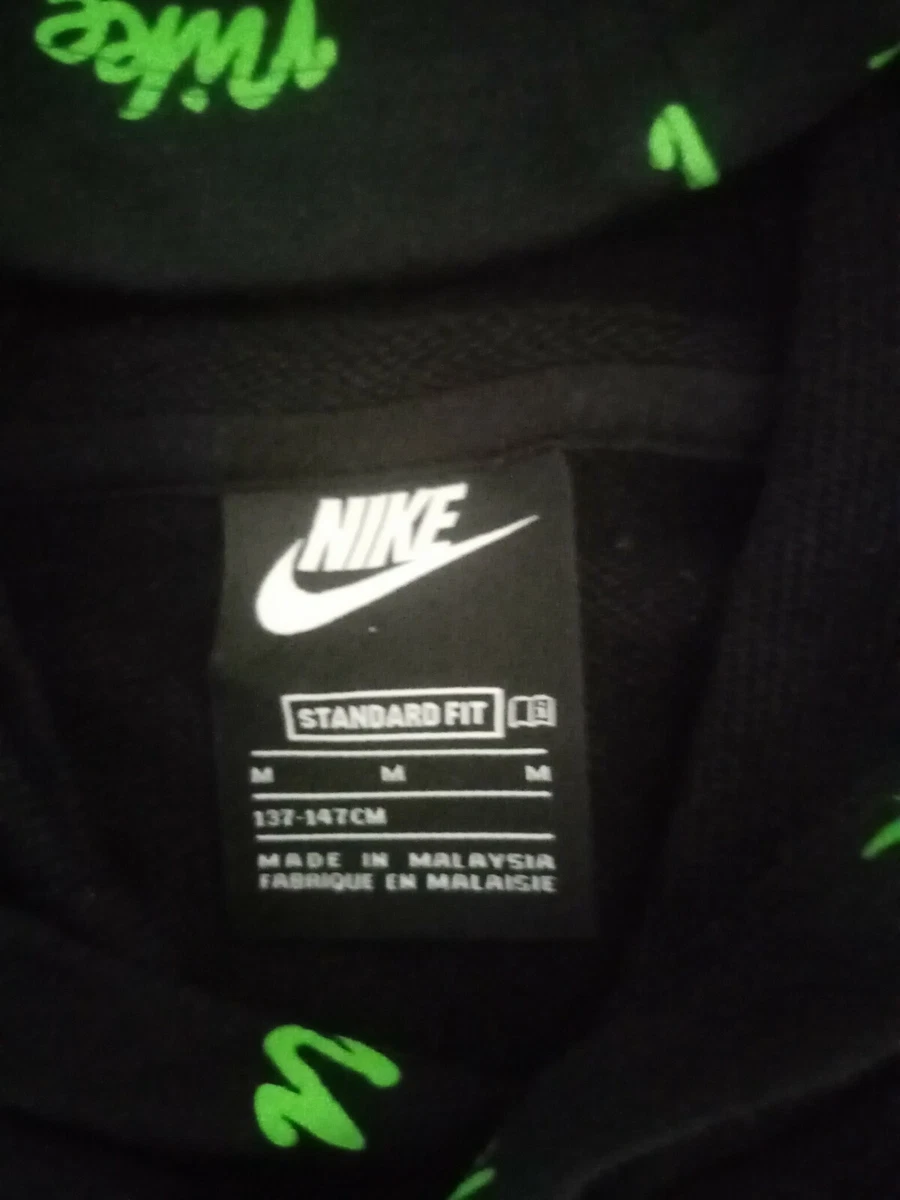 Nike
NIKE
STANDARD FIT
M M M
137-147CM
MADE IN MALAYSIA
FABRIQUE EN MALAISIE